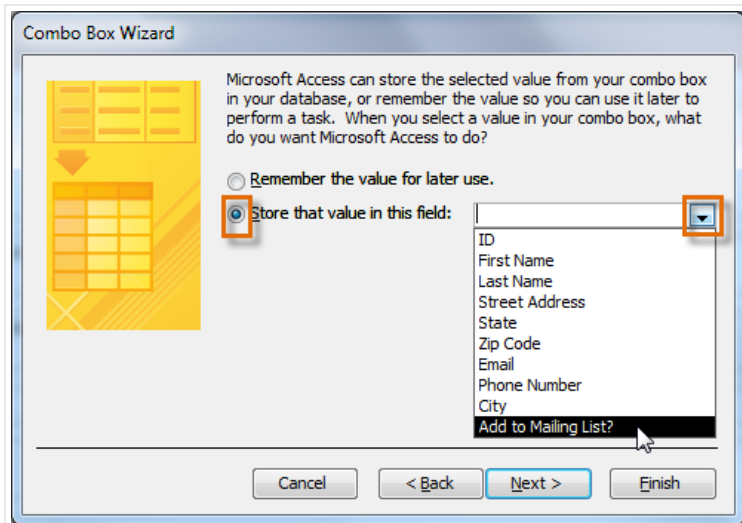 Combo Box Wizard
Microsoft Access can store the selected value from your combo box
in your database, or remember the value so you can use it later to
perform a task.  When you select a value in your combo box, what
do you want Microsoft Access to do?
Remember the value for later use.
Store that value in this field:
ID
First Name
Last Name
Street Address
State
Zip Code
Email
Phone Number
City
Add to Mailing List?
Cancel
< Back
Next >
Finish